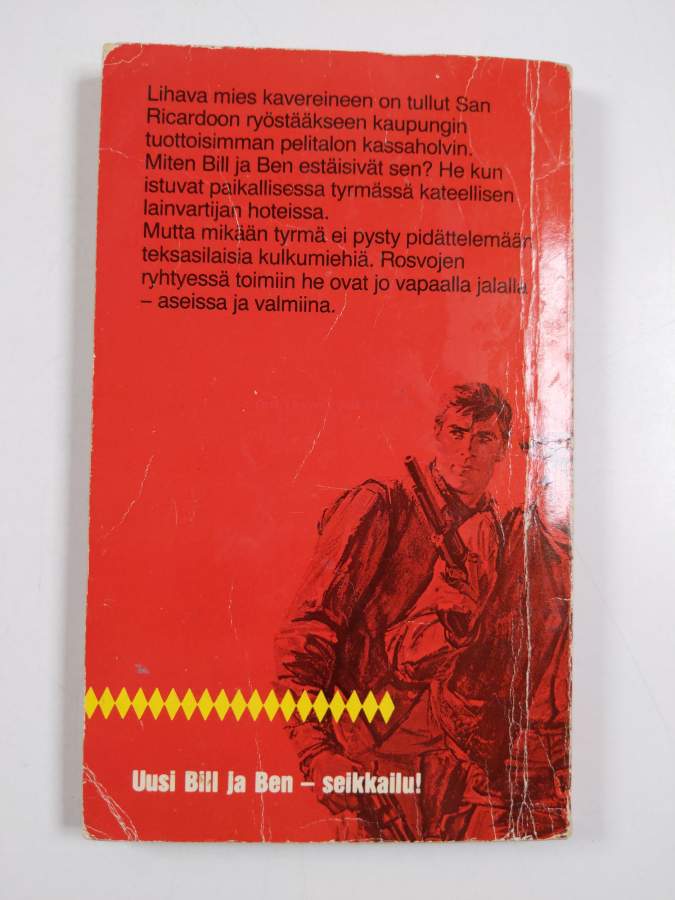 Lihava mies kavereineen on tullut San
Ricardoon ryöstääkseen kaupungin
tuottoisimman pelitalon kassaholvin.
Miten Bill ja Ben estäisivät sen? He kun
istuvat paikallisessa tyrmässä kateellisen
lainvartijan hoteissa.
Mutta mikään tyrmä ei pysty pidättelemään
teksasilaisia kulkumiehiä. Rosvojen
ryhtyessä toimiin he ovat jo vapaalla jalalla
– aseissa ja valmiina.
Uusi Bill ja Ben – seikkailu!